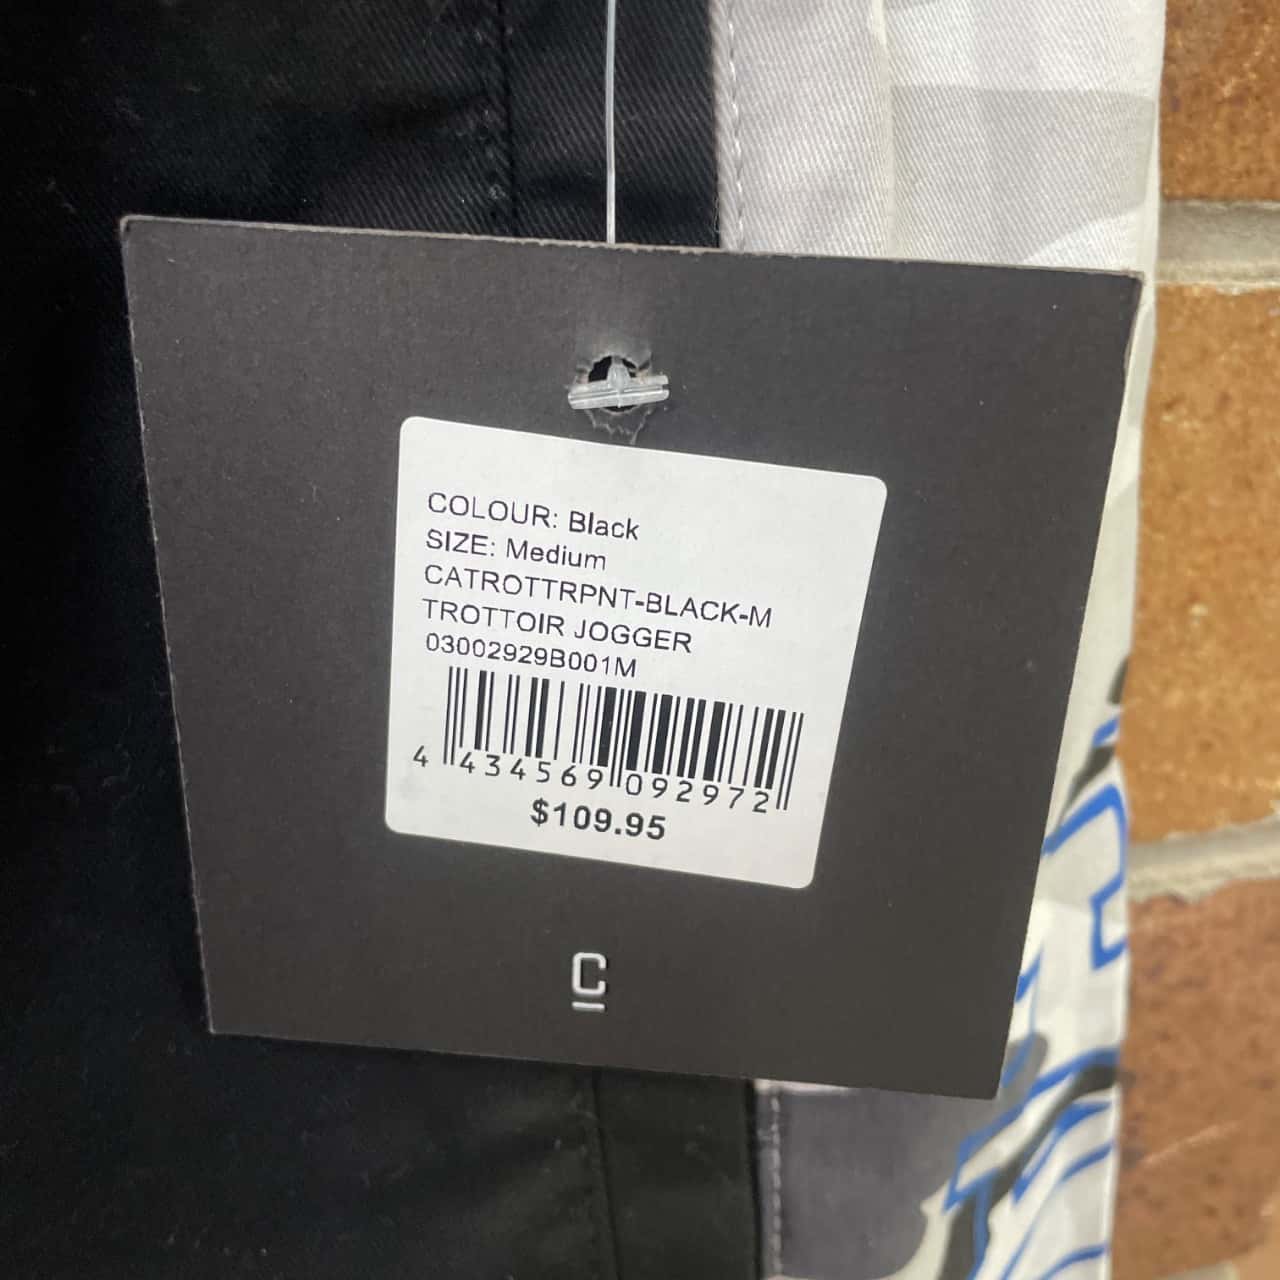 COLOUR: Black
SIZE: Medium
CATROTTRPNT-BLACK-M
TROTTOIR JOGGER
03002929B001M
4 434569 092972
$109.95
C